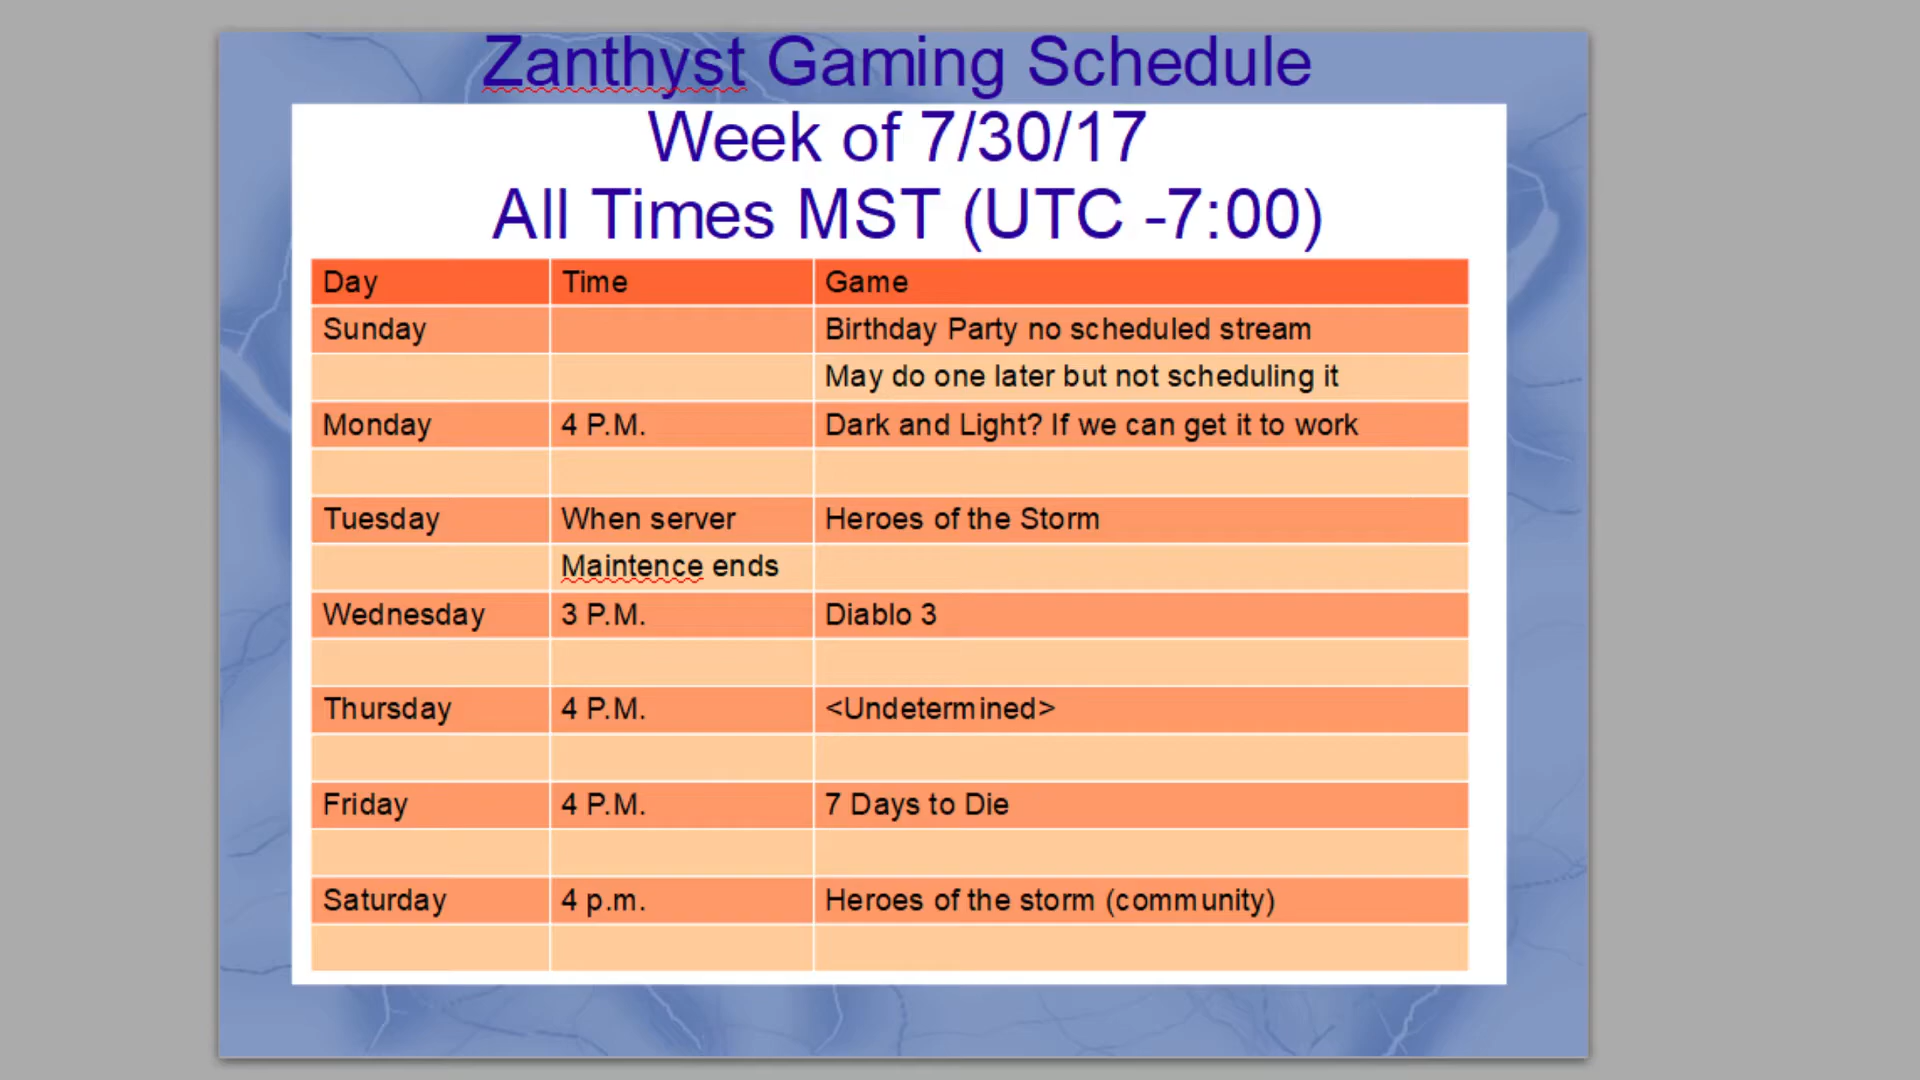 Zanthyst Gaming Schedule
Week of 7/30/17
All Times MST (UTC -7:00)
Day Time Game
Sunday Birthday Party no scheduled stream
May do one later but not scheduling it
Monday 4 P.M. Dark and Light? If we can get it to work
Tuesday When server Heroes of the Storm
Maintence ends
Wednesday 3 P.M. Diablo 3
Thursday 4 P.M. <Undetermined>
Friday 4 P.M. 7 Days to Die
Saturday 4 p.m. Heroes of the storm (community)